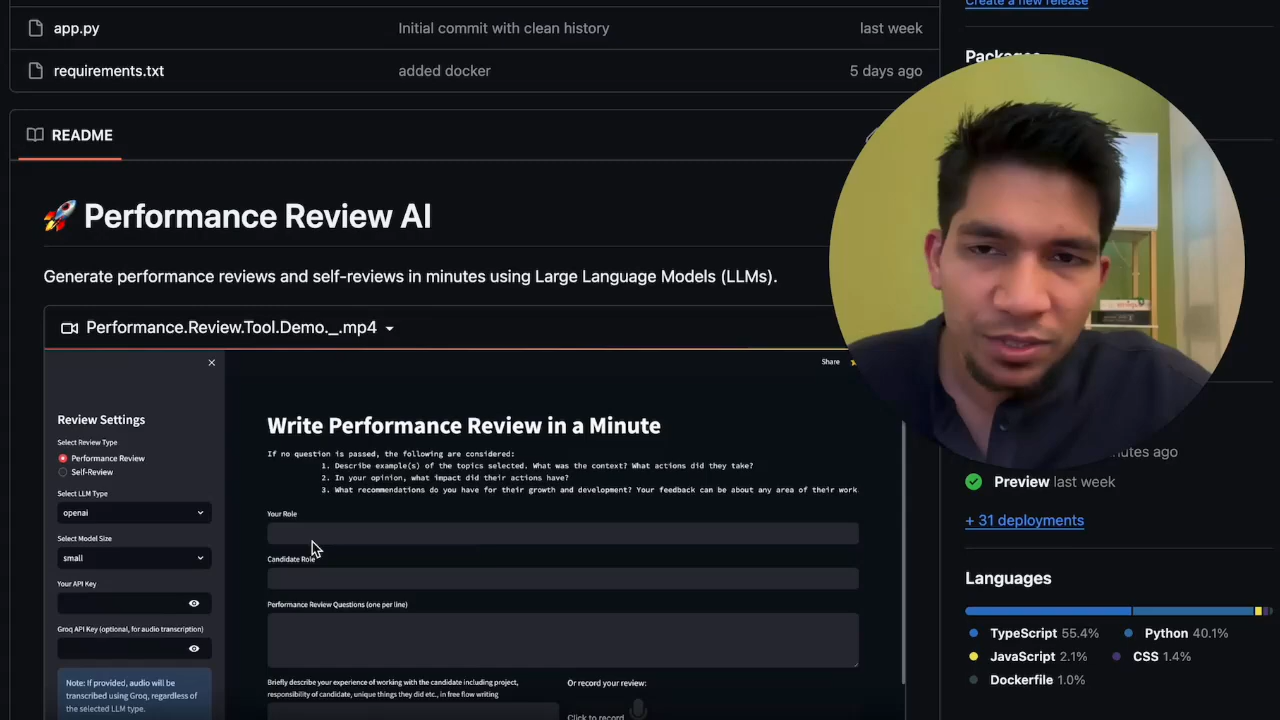 Create a new release
app.py Initial commit with clean history last week
requirements.txt added docker 5 days ago
Packages
README
🚀 Performance Review AI
Generate performance reviews and self-reviews in minutes using Large Language Models (LLMs).
Performance.Review.Tool.Demo._.mp4
Share
Review Settings
Select Review Type
Performance Review
Self-Review
Select LLM Type
openai
Select Model Size
small
Your API Key
Groq API Key (optional, for audio transcription)
Note: If provided, audio will be
transcribed using Groq, regardless of
the selected LLM type.
Write Performance Review in a Minute
If no question is passed, the following are considered:
1. Describe example(s) of the topics selected. What was the context? What actions did they take?
2. In your opinion, what impact did their actions have?
3. What recommendations do you have for their growth and development? Your feedback can be about any area of their work
Your Role
Candidate Role
Performance Review Questions (one per line)
Briefly describe your experience of working with the candidate including project,
responsibility of candidate, unique things they did etc., in free flow writing
Or record your review:
Click to record
ago
Preview last week
+ 31 deployments
Languages
TypeScript 55.4% Python 40.1%
JavaScript 2.1% CSS 1.4%
Dockerfile 1.0%